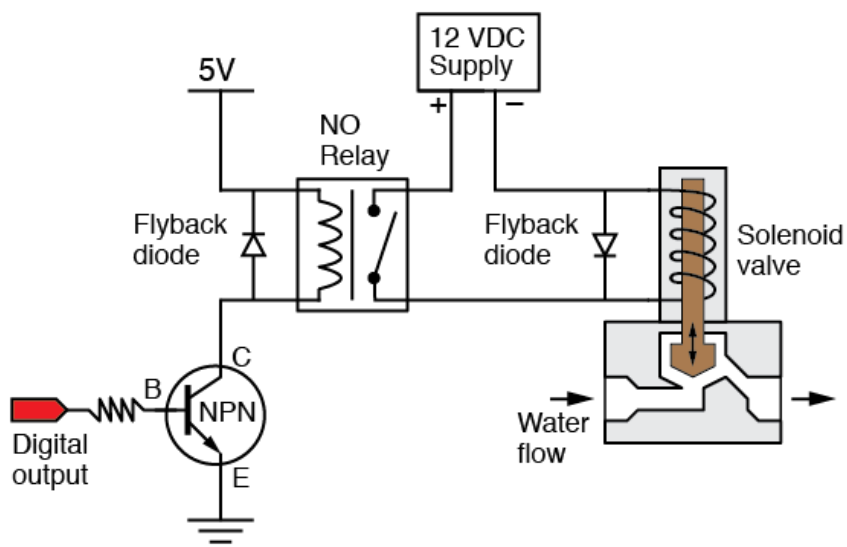 12 VDC
Supply
5V
+
−
NO
Relay
Flyback
diode
Flyback
diode
Solenoid
valve
C
B
NPN
Digital
output
E
Water
flow